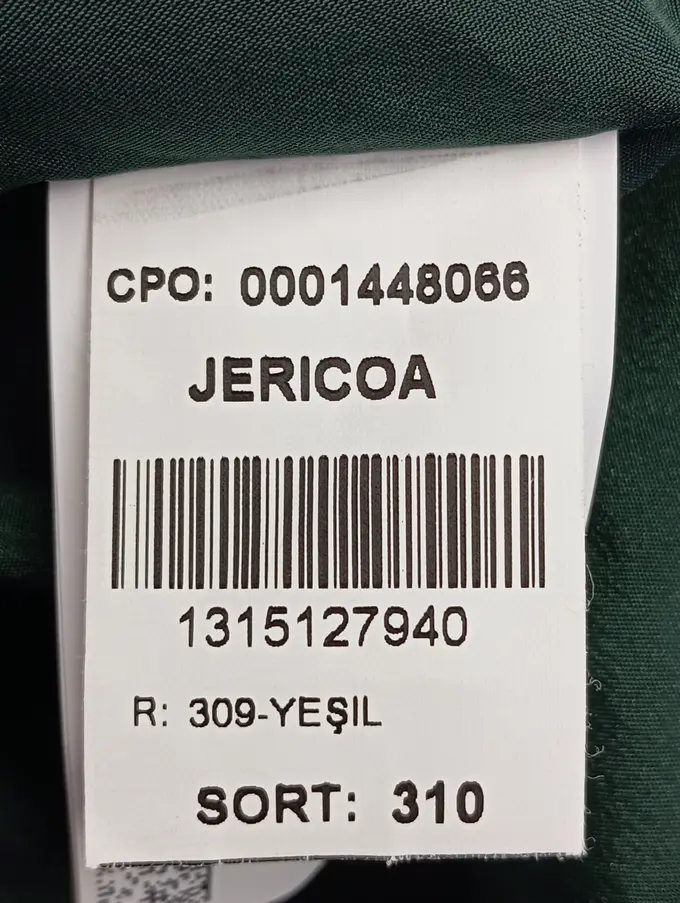 CPO: 0001448066
JERICOA
1315127940
R: 309-YEŞIL
SORT: 310